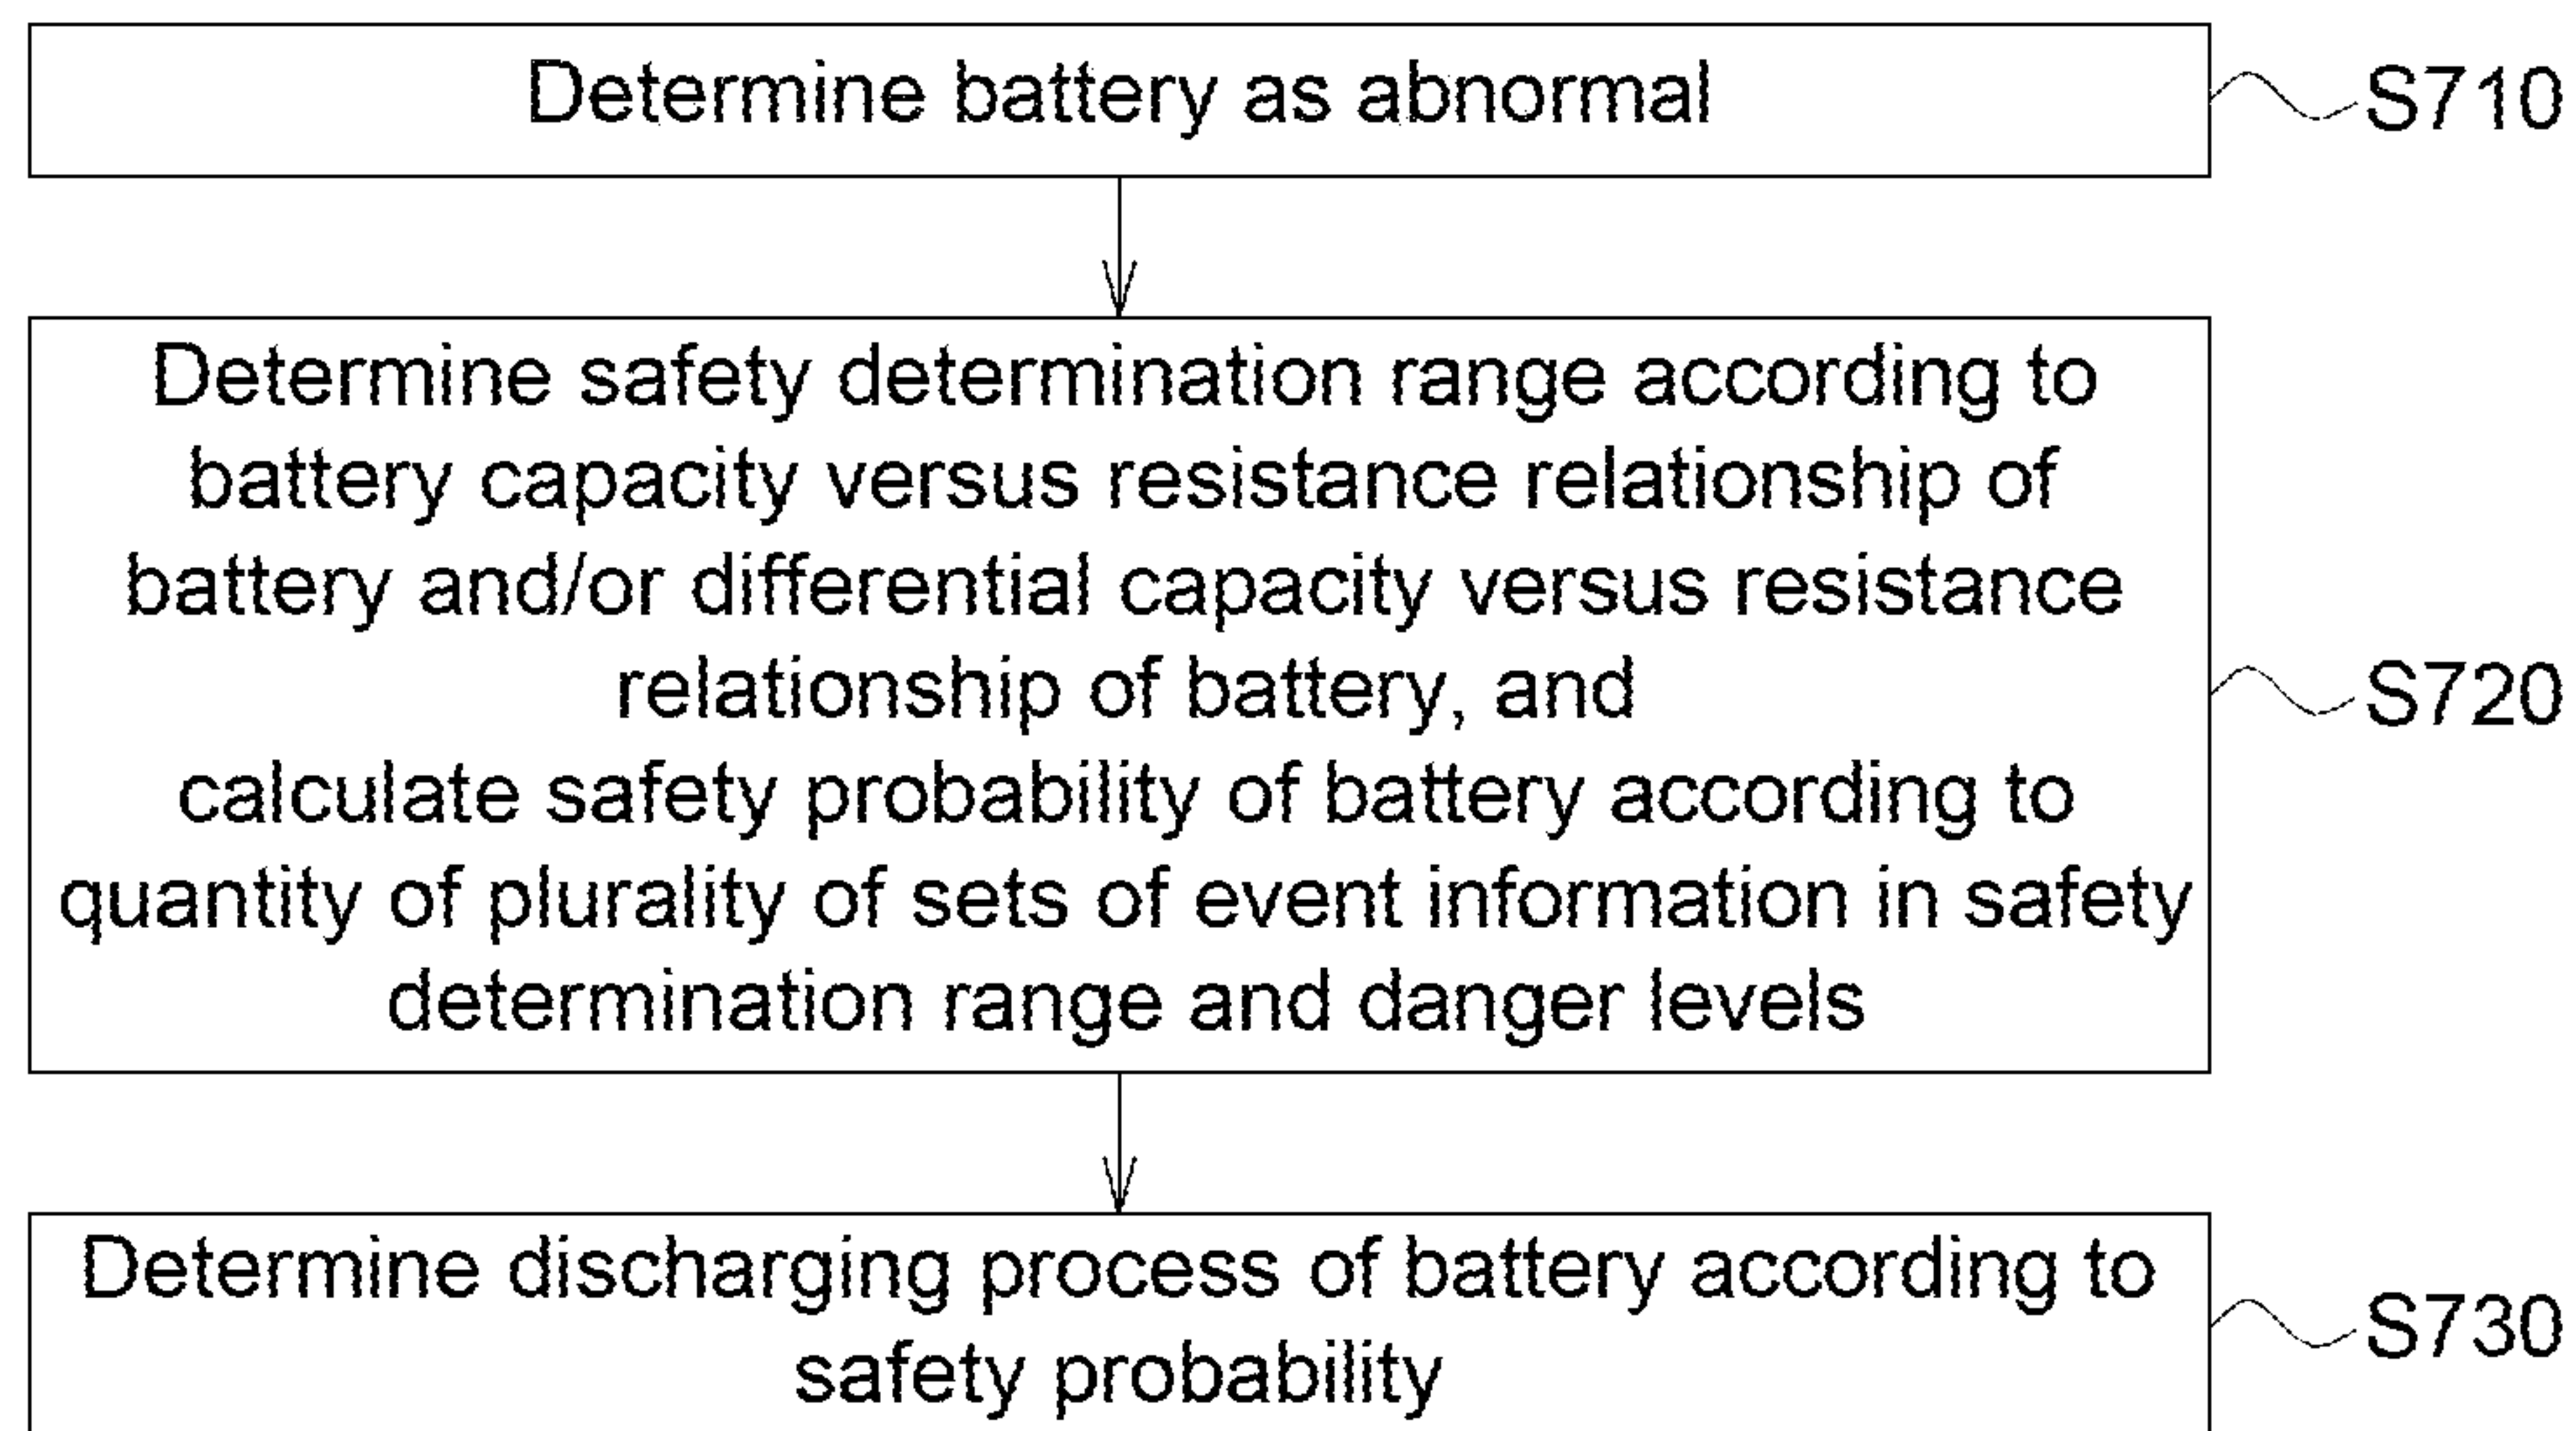 Determine battery as abnormal
S710
Determine safety determination range according to
battery capacity versus resistance relationship of
battery and/or differential capacity versus resistance
relationship of battery, and
calculate safety probability of battery according to
quantity of plurality of sets of event information in safety
determination range and danger levels
S720
Determine discharging process of battery according to
safety probability
S730